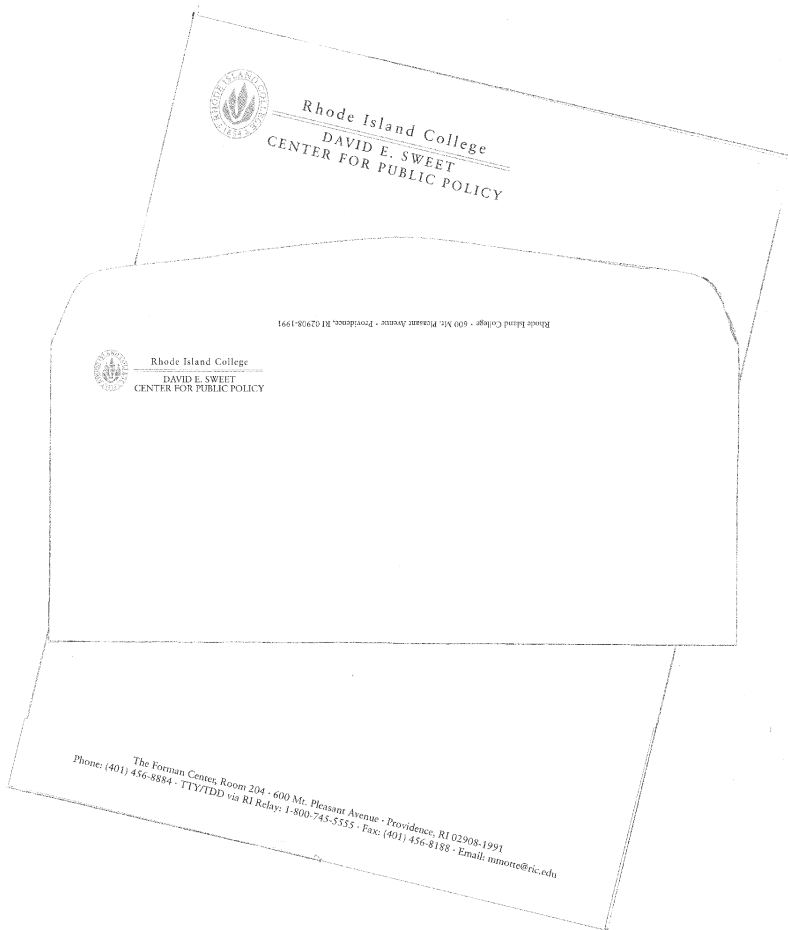 RHODE ISLAND COLLEGE
Rhode Island College
DAVID E. SWEET
CENTER FOR PUBLIC POLICY
Rhode Island College · 600 Mt. Pleasant Avenue · Providence, RI 02908-1991
Rhode Island College
DAVID E. SWEET
CENTER FOR PUBLIC POLICY
The Forman Center, Room 204 · 600 Mt. Pleasant Avenue · Providence, RI 02908-1991
Phone: (401) 456-8884 · TTY/TDD via RI Relay: 1-800-745-5555 · Fax: (401) 456-8188 · Email: mmotte@ric.edu